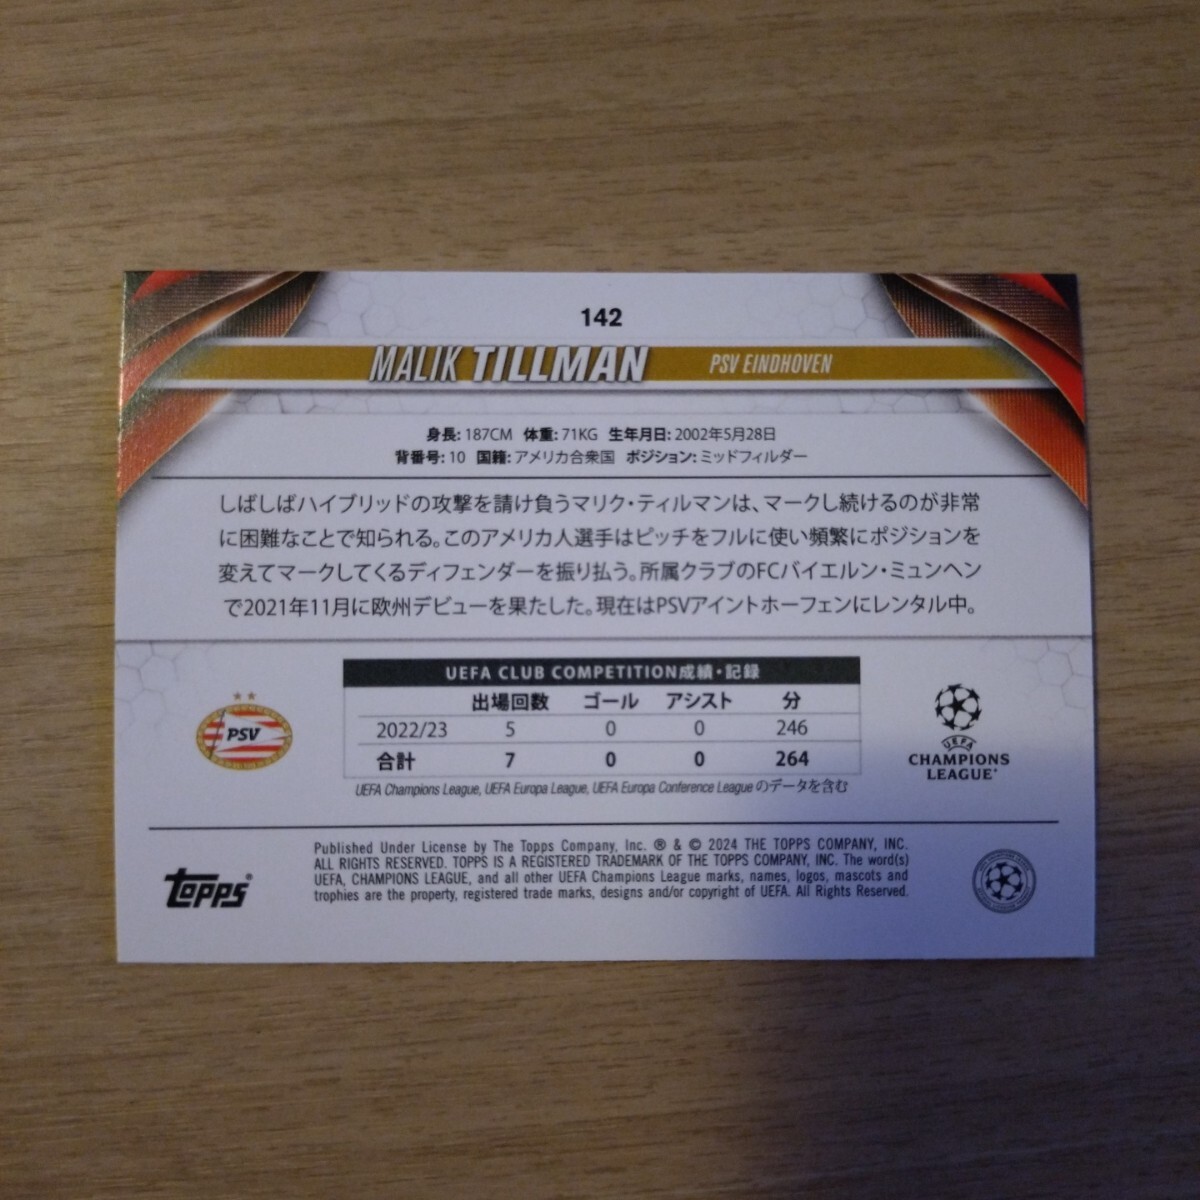 142
MALIK TILLMAN PSV EINDHOVEN
身長: 187CM 体重: 71KG 生年月日: 2002年5月28日
背番号: 10 国籍: アメリカ合衆国 ポジション: ミッドフィルダー
しばしばハイブリッドの攻撃を請け負うマリク・ティルマンは、マークし続けるのが非常
に困難なことで知られる。このアメリカ人選手はピッチをフルに使い頻繁にポジションを
変えてマークしてくるディフェンダーを振り払う。所属クラブのFCバイエルン・ミュンヘン
で2021年11月に欧州デビューを果たした。現在はPSVアイントホーフェンにレンタル中。
UEFA CLUB COMPETITION成績・記録
出場回数 ゴール アシスト 分
2022/23 5 0 0 246
合計 7 0 0 264
UEFA Champions League, UEFA Europa League, UEFA Europa Conference League のデータを含む
PSV
UEFA
CHAMPIONS
LEAGUE
Published Under License by The Topps Company, Inc. ® & © 2024 THE TOPPS COMPANY, INC.
ALL RIGHTS RESERVED. TOPPS IS A REGISTERED TRADEMARK OF THE TOPPS COMPANY, INC. The word(s)
UEFA, CHAMPIONS LEAGUE, and all other UEFA Champions League marks, names, logos, mascots and
trophies are the property, registered trade marks, designs and/or copyright of UEFA. All Rights Reserved.
topps®